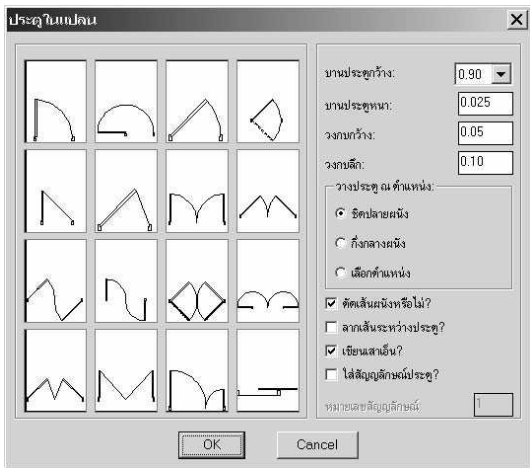 ประตูในแปลน
บานประตูกว้าง: 0.90
บานประตูหนา: 0.025
วงกบกว้าง: 0.05
วงกบลึก: 0.10
วางประตู ณ ตำแหน่ง:
ชิดปลายผนัง
กึ่งกลางผนัง
เลือกตำแหน่ง
ตัดเส้นผนังหรือไม่?
ลากเส้นระหว่างประตู?
เขียนเสาเอ็น?
ใส่สัญญลักษณ์ประตู?
หมายเลขสัญญลักษณ์: 1
OK Cancel